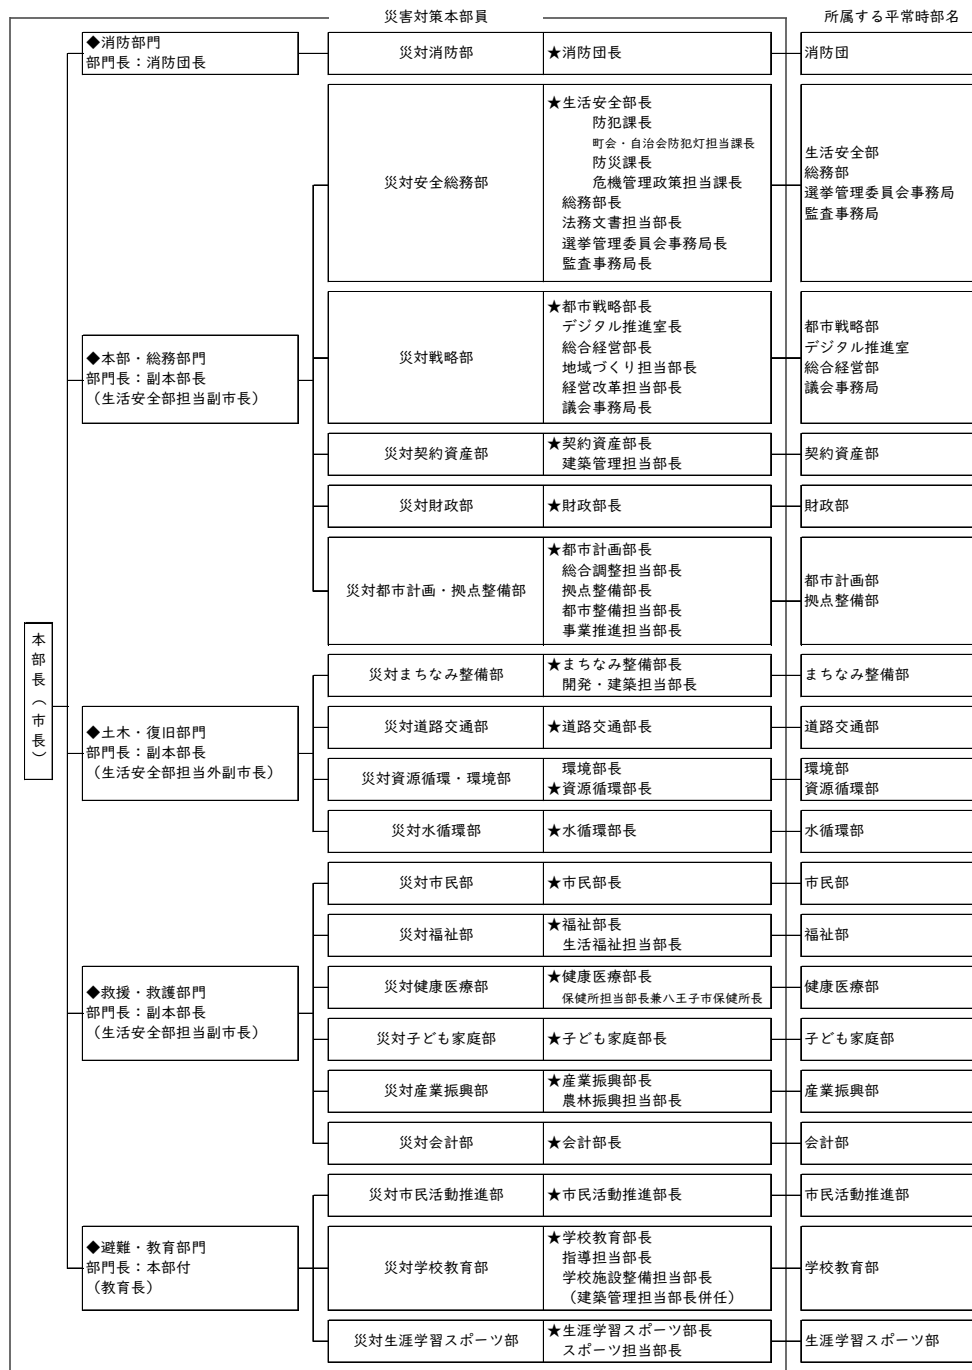 災害対策本部員
所属する平常時部名
本部長（市長）
◆消防部門
部門長：消防団長
災対消防部
★消防団長
消防団
◆本部・総務部門
部門長：副本部長
（生活安全部担当副市長）
災対安全総務部
★生活安全部長
防犯課長
町会・自治会防犯灯担当課長
防災課長
危機管理政策担当課長
総務部長
法務文書担当部長
選挙管理委員会事務局長
監査事務局長
生活安全部
総務部
選挙管理委員会事務局
監査事務局
災対戦略部
★都市戦略部長
デジタル推進室長
総合経営部長
地域づくり担当部長
経営改革担当部長
議会事務局長
都市戦略部
デジタル推進室
総合経営部
議会事務局
災対契約資産部
★契約資産部長
建築管理担当部長
契約資産部
災対財政部
★財政部長
財政部
災対都市計画・拠点整備部
★都市計画部長
総合調整担当部長
拠点整備部長
都市整備担当部長
事業推進担当部長
都市計画部
拠点整備部
◆土木・復旧部門
部門長：副本部長
（生活安全部担当外副市長）
災対まちなみ整備部
★まちなみ整備部長
開発・建築担当部長
まちなみ整備部
災対道路交通部
★道路交通部長
道路交通部
災対資源循環・環境部
環境部長
★資源循環部長
環境部
資源循環部
災対水循環部
★水循環部長
水循環部
◆救援・救護部門
部門長：副本部長
（生活安全部担当副市長）
災対市民部
★市民部長
市民部
災対福祉部
★福祉部長
生活福祉担当部長
福祉部
災対健康医療部
★健康医療部長
保健所担当部長兼八王子市保健所長
健康医療部
災対子ども家庭部
★子ども家庭部長
子ども家庭部
災対産業振興部
★産業振興部長
農林振興担当部長
産業振興部
災対会計部
★会計部長
会計部
◆避難・教育部門
部門長：本部付
（教育長）
災対市民活動推進部
★市民活動推進部長
市民活動推進部
災対学校教育部
★学校教育部長
指導担当部長
学校施設整備担当部長
（建築管理担当部長併任）
学校教育部
災対生涯学習スポーツ部
★生涯学習スポーツ部長
スポーツ担当部長
生涯学習スポーツ部